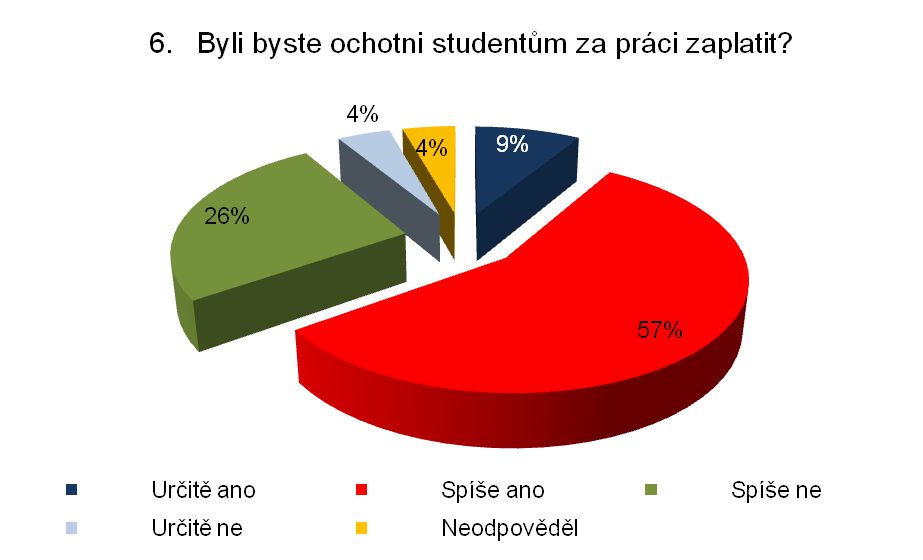 6. Byli byste ochotni studentům za práci zaplatit?
4%
4%
9%
26%
57%
Určitě ano
Spíše ano
Spíše ne
Určitě ne
Neodpověděl